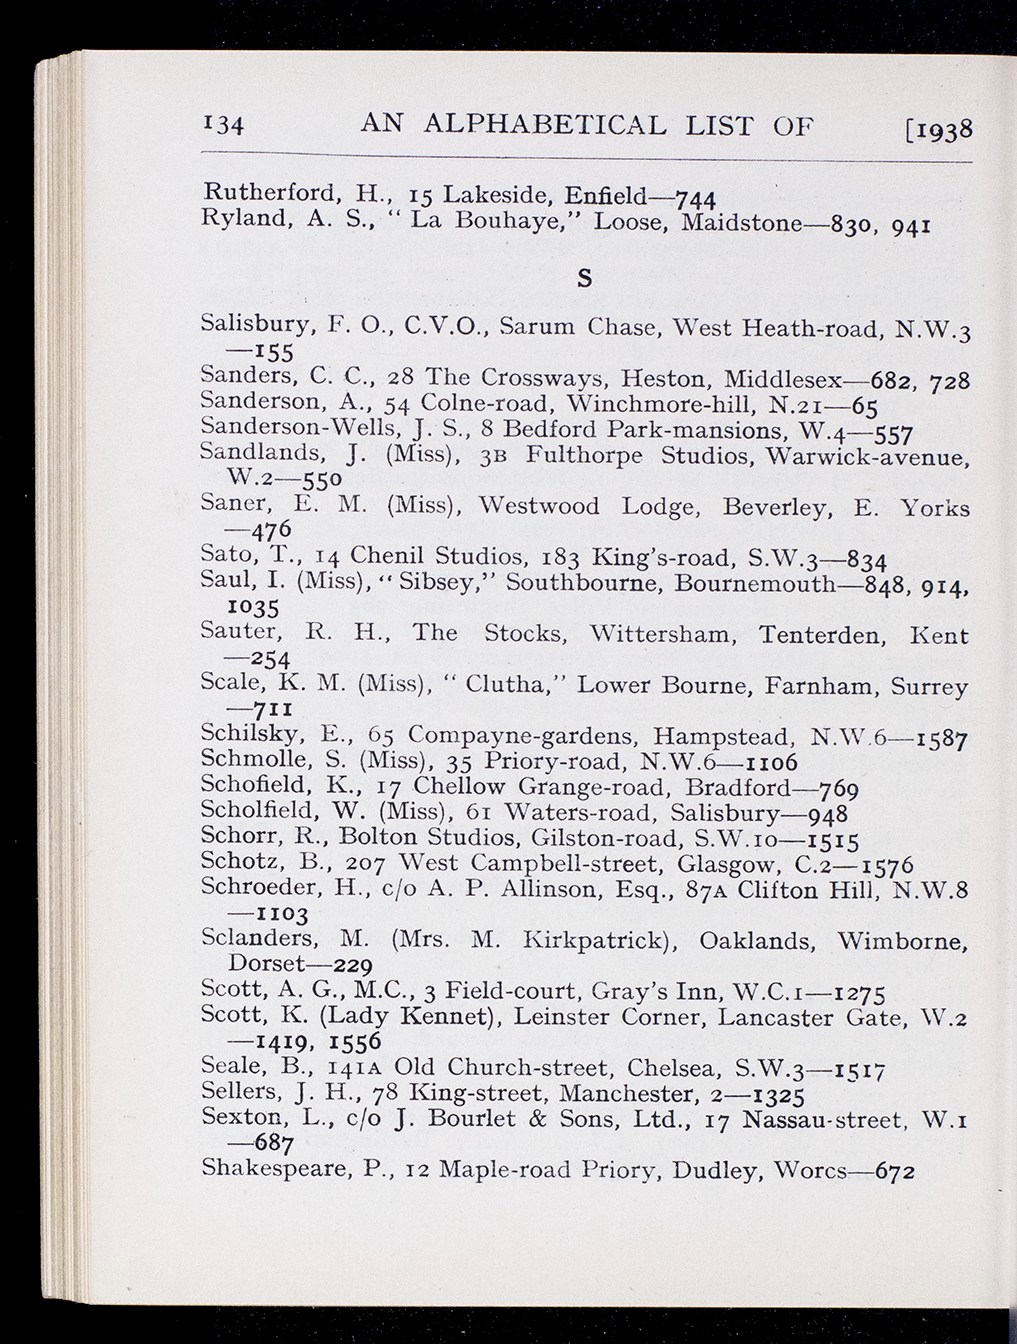 134 AN ALPHABETICAL LIST OF [1938
Rutherford, H., 15 Lakeside, Enfield—744
Ryland, A. S., “ La Bouhaye,” Loose, Maidstone—830, 941
S
Salisbury, F. O., C.V.O., Sarum Chase, West Heath-road, N.W.3
—155
Sanders, C. C., 28 The Crossways, Heston, Middlesex—682, 728
Sanderson, A., 54 Colne-road, Winchmore-hill, N.21—65
Sanderson-Wells, J. S., 8 Bedford Park-mansions, W.4—557
Sandlands, J. (Miss), 3B Fulthorpe Studios, Warwick-avenue,
W.2—550
Saner, E. M. (Miss), Westwood Lodge, Beverley, E. Yorks
—476
Sato, T., 14 Chenil Studios, 183 King’s-road, S.W.3—834
Saul, I. (Miss), “ Sibsey,” Southbourne, Bournemouth—848, 914,
1035
Sauter, R. H., The Stocks, Wittersham, Tenterden, Kent
—254
Scale, K. M. (Miss), “ Clutha,” Lower Bourne, Farnham, Surrey
—711
Schilsky, E., 65 Compayne-gardens, Hampstead, N.W.6—1587
Schmolle, S. (Miss), 35 Priory-road, N.W.6—1106
Schofield, K., 17 Chellow Grange-road, Bradford—769
Scholfield, W. (Miss), 61 Waters-road, Salisbury—948
Schorr, R., Bolton Studios, Gilston-road, S.W.10—1515
Schotz, B., 207 West Campbell-street, Glasgow, C.2—1576
Schroeder, H., c/o A. P. Allinson, Esq., 87A Clifton Hill, N.W.8
—1103
Sclanders, M. (Mrs. M. Kirkpatrick), Oaklands, Wimborne,
Dorset—229
Scott, A. G., M.C., 3 Field-court, Gray’s Inn, W.C.1—1275
Scott, K. (Lady Kennet), Leinster Corner, Lancaster Gate, W.2
—1419, 1556
Seale, B., 141A Old Church-street, Chelsea, S.W.3—1517
Sellers, J. H., 78 King-street, Manchester, 2—1325
Sexton, L., c/o J. Bourlet & Sons, Ltd., 17 Nassau-street, W.1
—687
Shakespeare, P., 12 Maple-road Priory, Dudley, Worcs—672